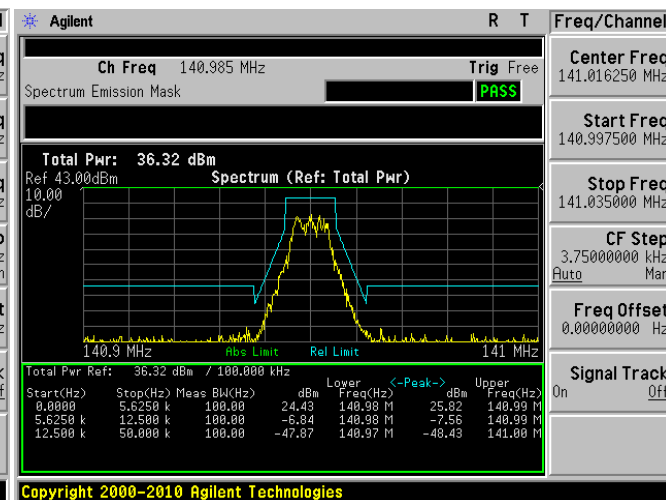 Agilent R T Freq/Channel
Ch Freq 140.985 MHz Trig Free
Spectrum Emission Mask PASS
Center Freq
141.016250 MHz
Start Freq
140.997500 MHz
Stop Freq
141.035000 MHz
CF Step
3.75000000 kHz
Auto Man
Freq Offset
0.00000000 Hz
Signal Track
On Off
Total Pwr: 36.32 dBm
Ref 43.00dBm Spectrum (Ref: Total Pwr)
10.00
dB/
140.9 MHz Abs Limit Rel Limit 141 MHz
Total Pwr Ref: 36.32 dBm / 100.000 kHz
Lower <-Peak-> Upper
Start(Hz) Stop(Hz) Meas BW(Hz) dBm Freq(Hz) dBm Freq(Hz)
0.0000 5.6250 k 100.00 24.43 140.98 M 25.82 140.99 M
5.6250 k 12.500 k 100.00 -6.84 140.98 M -7.56 140.99 M
12.500 k 50.000 k 100.00 -47.87 140.97 M -48.43 141.00 M
Copyright 2000-2010 Agilent Technologies